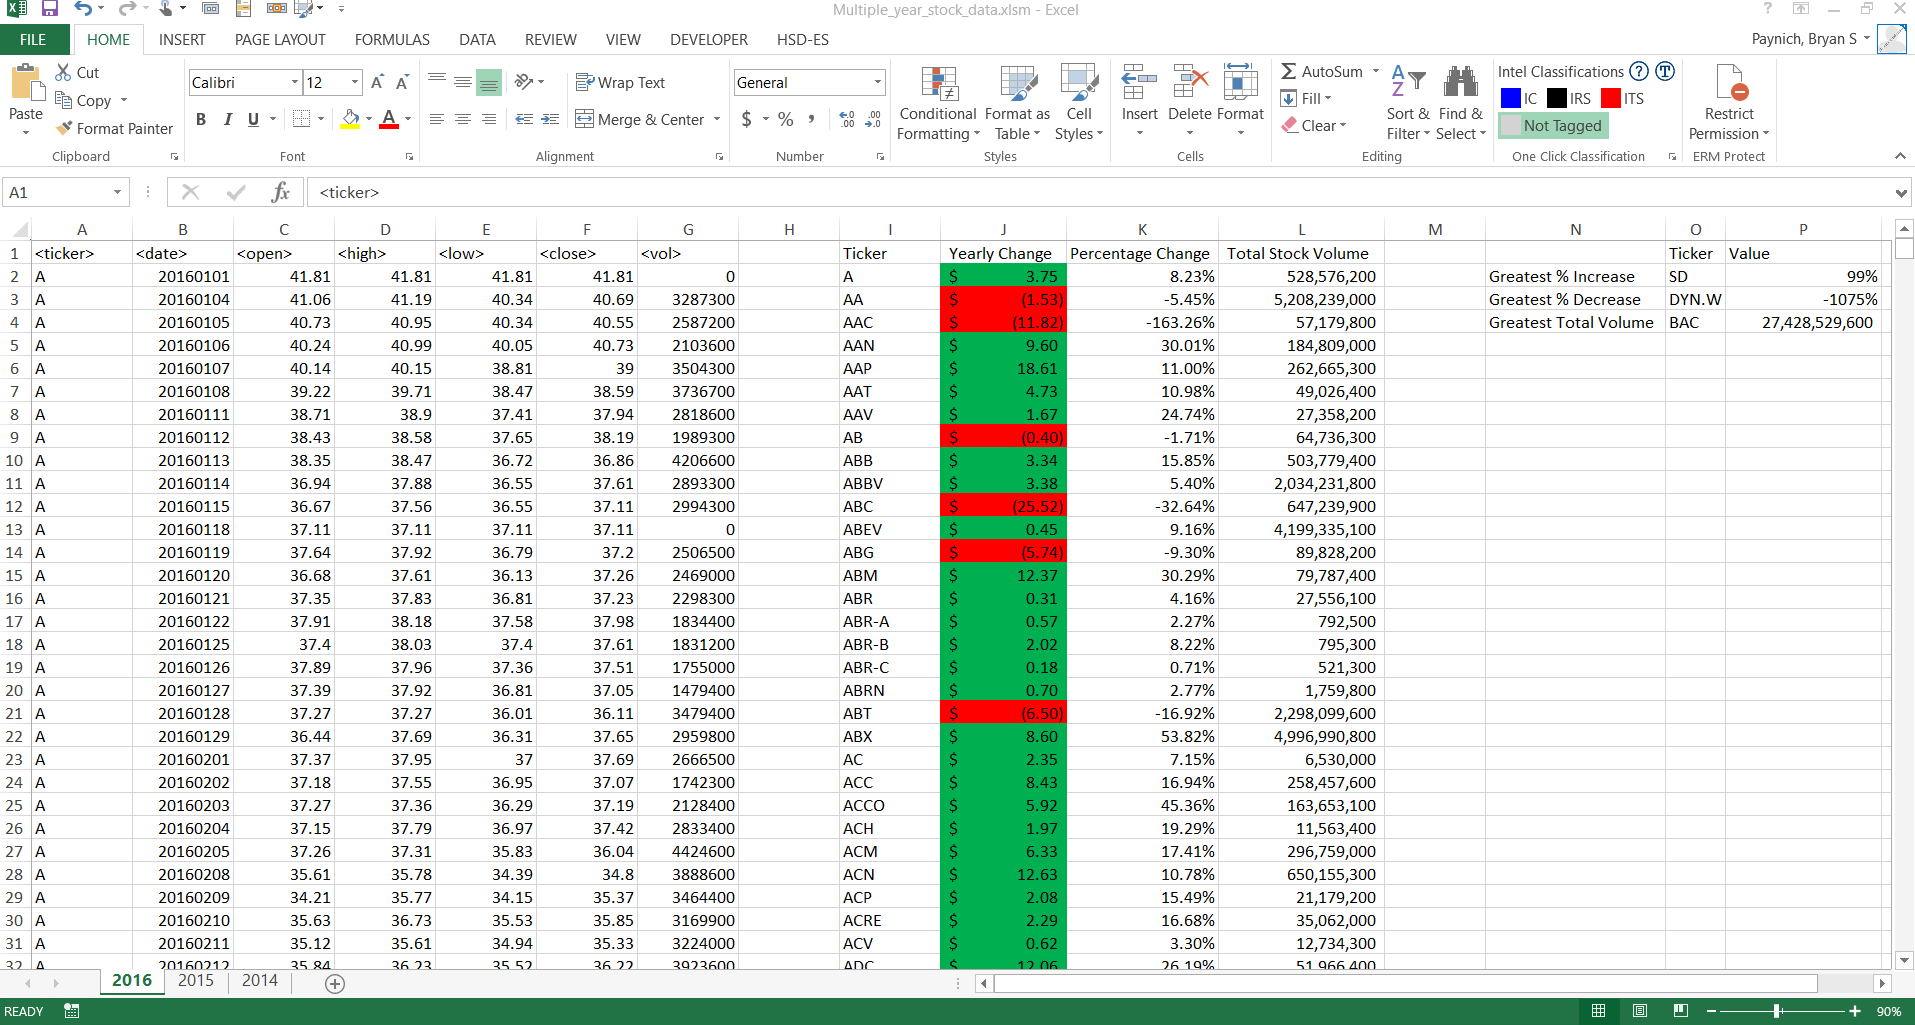 Multiple_year_stock_data.xlsm - Excel
FILE HOME INSERT PAGE LAYOUT FORMULAS DATA REVIEW VIEW DEVELOPER HSD-ES Paynich, Bryan S
Cut Calibri 12 Wrap Text General AutoSum Intel Classifications
Copy Fill IC IRS ITS
Paste Format Painter B I U Merge & Center $ % Conditional Formatting Format as Table Cell Styles Insert Delete Format Clear Sort & Filter Find & Select Not Tagged Restrict Permission
Clipboard Font Alignment Number Styles Cells Editing One Click Classification ERM Protect
A1 fx <ticker>
A B C D E F G H I J K L M N O P
1 <ticker> <date> <open> <high> <low> <close> <vol> Ticker Yearly Change Percentage Change Total Stock Volume Ticker Value
2 A 20160101 41.81 41.81 41.81 41.81 0 A $ 3.75 8.23% 528,576,200 Greatest % Increase SD 99%
3 A 20160104 41.06 41.19 40.34 40.69 3287300 AA $ (1.53) -5.45% 5,208,239,000 Greatest % Decrease DYN.W -1075%
4 A 20160105 40.73 40.95 40.34 40.55 2587200 AAC $ (11.82) -163.26% 57,179,800 Greatest Total Volume BAC 27,428,529,600
5 A 20160106 40.24 40.99 40.05 40.73 2103600 AAN $ 9.60 30.01% 184,809,000
6 A 20160107 40.14 40.15 38.81 39 3504300 AAP $ 18.61 11.00% 262,665,300
7 A 20160108 39.22 39.71 38.47 38.59 3736700 AAT $ 4.73 10.98% 49,026,400
8 A 20160111 38.71 38.9 37.41 37.94 2818600 AAV $ 1.67 24.74% 27,358,200
9 A 20160112 38.43 38.58 37.65 38.19 1989300 AB $ (0.40) -1.71% 64,736,300
10 A 20160113 38.35 38.47 36.72 36.86 4206600 ABB $ 3.34 15.85% 503,779,400
11 A 20160114 36.94 37.88 36.55 37.61 2893300 ABBV $ 3.38 5.40% 2,034,231,800
12 A 20160115 36.67 37.56 36.55 37.11 2994300 ABC $ (25.52) -32.64% 647,239,900
13 A 20160118 37.11 37.11 37.11 37.11 0 ABEV $ 0.45 9.16% 4,199,335,100
14 A 20160119 37.64 37.92 36.79 37.2 2506500 ABG $ (5.74) -9.30% 89,828,200
15 A 20160120 36.68 37.61 36.13 37.26 2469000 ABM $ 12.37 30.29% 79,787,400
16 A 20160121 37.35 37.83 36.81 37.23 2298300 ABR $ 0.31 4.16% 27,556,100
17 A 20160122 37.91 38.18 37.58 37.98 1834400 ABR-A $ 0.57 2.27% 792,500
18 A 20160125 37.4 38.03 37.4 37.61 1831200 ABR-B $ 2.02 8.22% 795,300
19 A 20160126 37.89 37.96 37.36 37.51 1755000 ABR-C $ 0.18 0.71% 521,300
20 A 20160127 37.39 37.92 36.81 37.05 1479400 ABRN $ 0.70 2.77% 1,759,800
21 A 20160128 37.27 37.27 36.01 36.11 3479400 ABT $ (6.50) -16.92% 2,298,099,600
22 A 20160129 36.44 37.69 36.31 37.65 2959800 ABX $ 8.60 53.82% 4,996,990,800
23 A 20160201 37.37 37.95 37 37.69 2666500 AC $ 2.35 7.15% 6,530,000
24 A 20160202 37.18 37.55 36.95 37.07 1742300 ACC $ 8.43 16.94% 258,457,600
25 A 20160203 37.27 37.36 36.29 37.19 2128400 ACCO $ 5.92 45.36% 163,653,100
26 A 20160204 37.15 37.79 36.97 37.42 2833400 ACH $ 1.97 19.29% 11,563,400
27 A 20160205 37.26 37.31 35.83 36.04 4424600 ACM $ 6.33 17.41% 296,759,000
28 A 20160208 35.61 35.78 34.39 34.8 3888600 ACN $ 12.63 10.78% 650,155,300
29 A 20160209 34.21 35.77 34.15 35.37 3464400 ACP $ 2.08 15.49% 21,179,200
30 A 20160210 35.63 36.73 35.53 35.85 3169900 ACRE $ 2.29 16.68% 35,062,000
31 A 20160211 35.12 35.61 34.94 35.33 3224000 ACV $ 0.62 3.30% 12,734,300
32 A 20160212 35.84 36.23 35.52 36.22 3923600 ADC $ 12.06 26.19% 51,966,400
2016 2015 2014
READY 90%